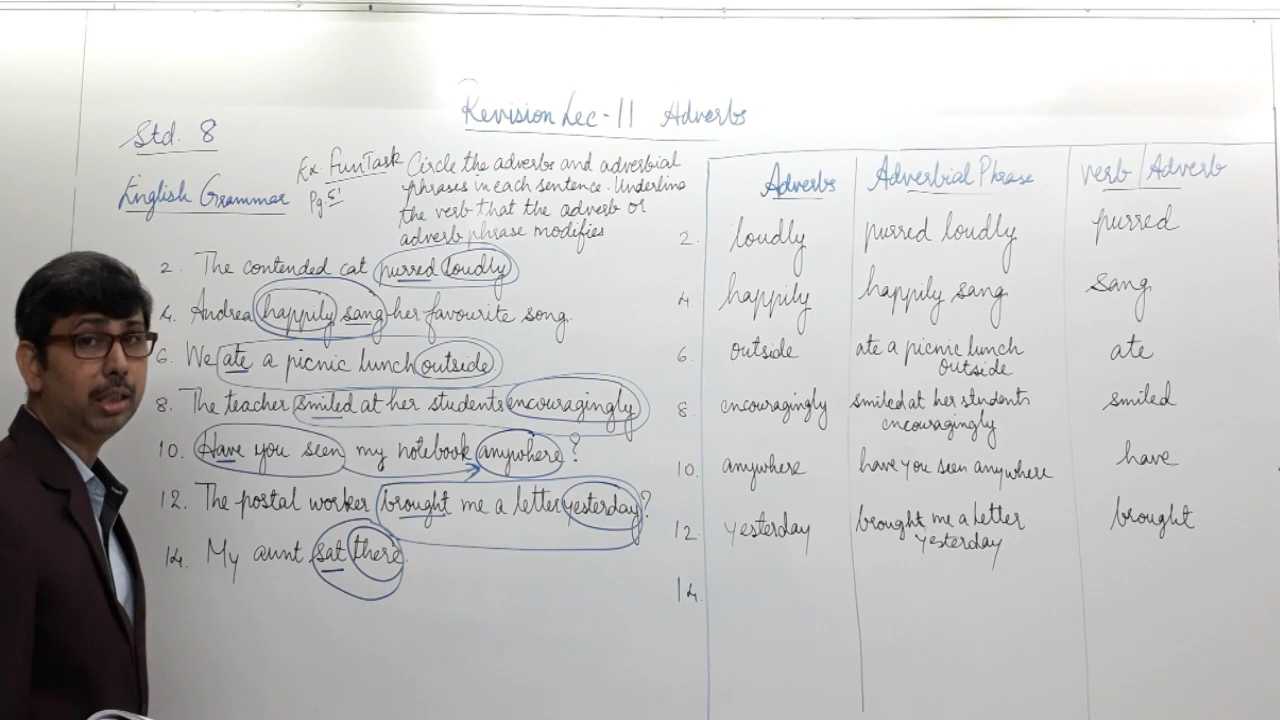 Revision Lec-11 Adverbs
Std. 8
English Grammar
Ex Fun Task Circle the adverbs and adverbial
Pg. 51 phrases in each sentence. Underline
the verb that the adverb or
adverb phrase modifies
2. The contended cat purred loudly
4. Andrea happily sang her favourite song.
6. We ate a picnic lunch outside
8. The teacher smiled at her students encouragingly
10. Have you seen my notebook anywhere?
12. The postal worker brought me a letter yesterday?
14. My aunt sat there.
Adverbs Adverbial Phrase verb Adverb
2. loudly purred loudly purred
4 happily happily sang sang
6. outside ate a picnic lunch outside ate
8. encouragingly smiled at her students encouragingly smiled
10. anywhere have you seen anywhere have
12. yesterday brought me a letter yesterday brought
14.